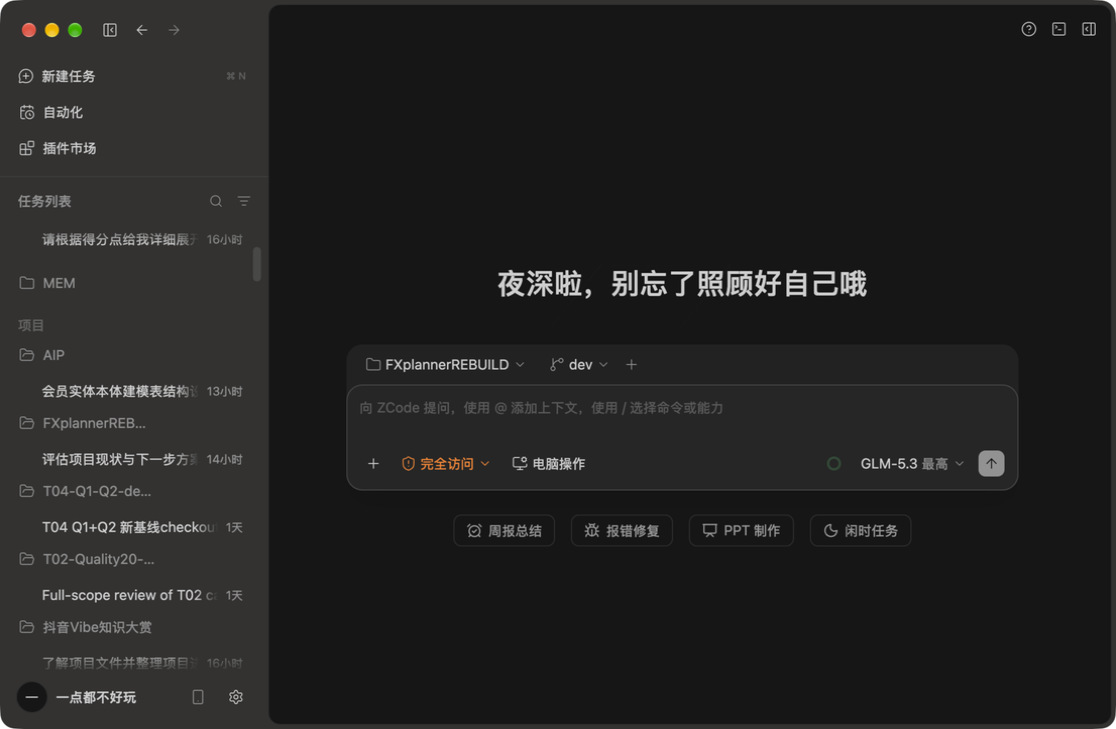 新建任务 ⌘ N
自动化
插件市场
任务列表
请根据得分点给我详细展 16小时
MEM
项目
AIP
会员实体本体建模表结构 13小时
FXplannerREB...
评估项目现状与下一步方 14小时
T04-Q1-Q2-de...
T04 Q1+Q2 新基线checkou 1天
T02-Quality20-...
Full-scope review of T02 1天
抖音Vibe知识大赏
了解项目文件并整理项目 16小时
一点都不好玩
夜深啦，别忘了照顾好自己哦
FXplannerREBUILD dev
向 ZCode 提问，使用 @ 添加上下文，使用 / 选择命令或能力
完全访问 电脑操作 GLM-5.3 最高
周报总结 报错修复 PPT 制作 闲时任务